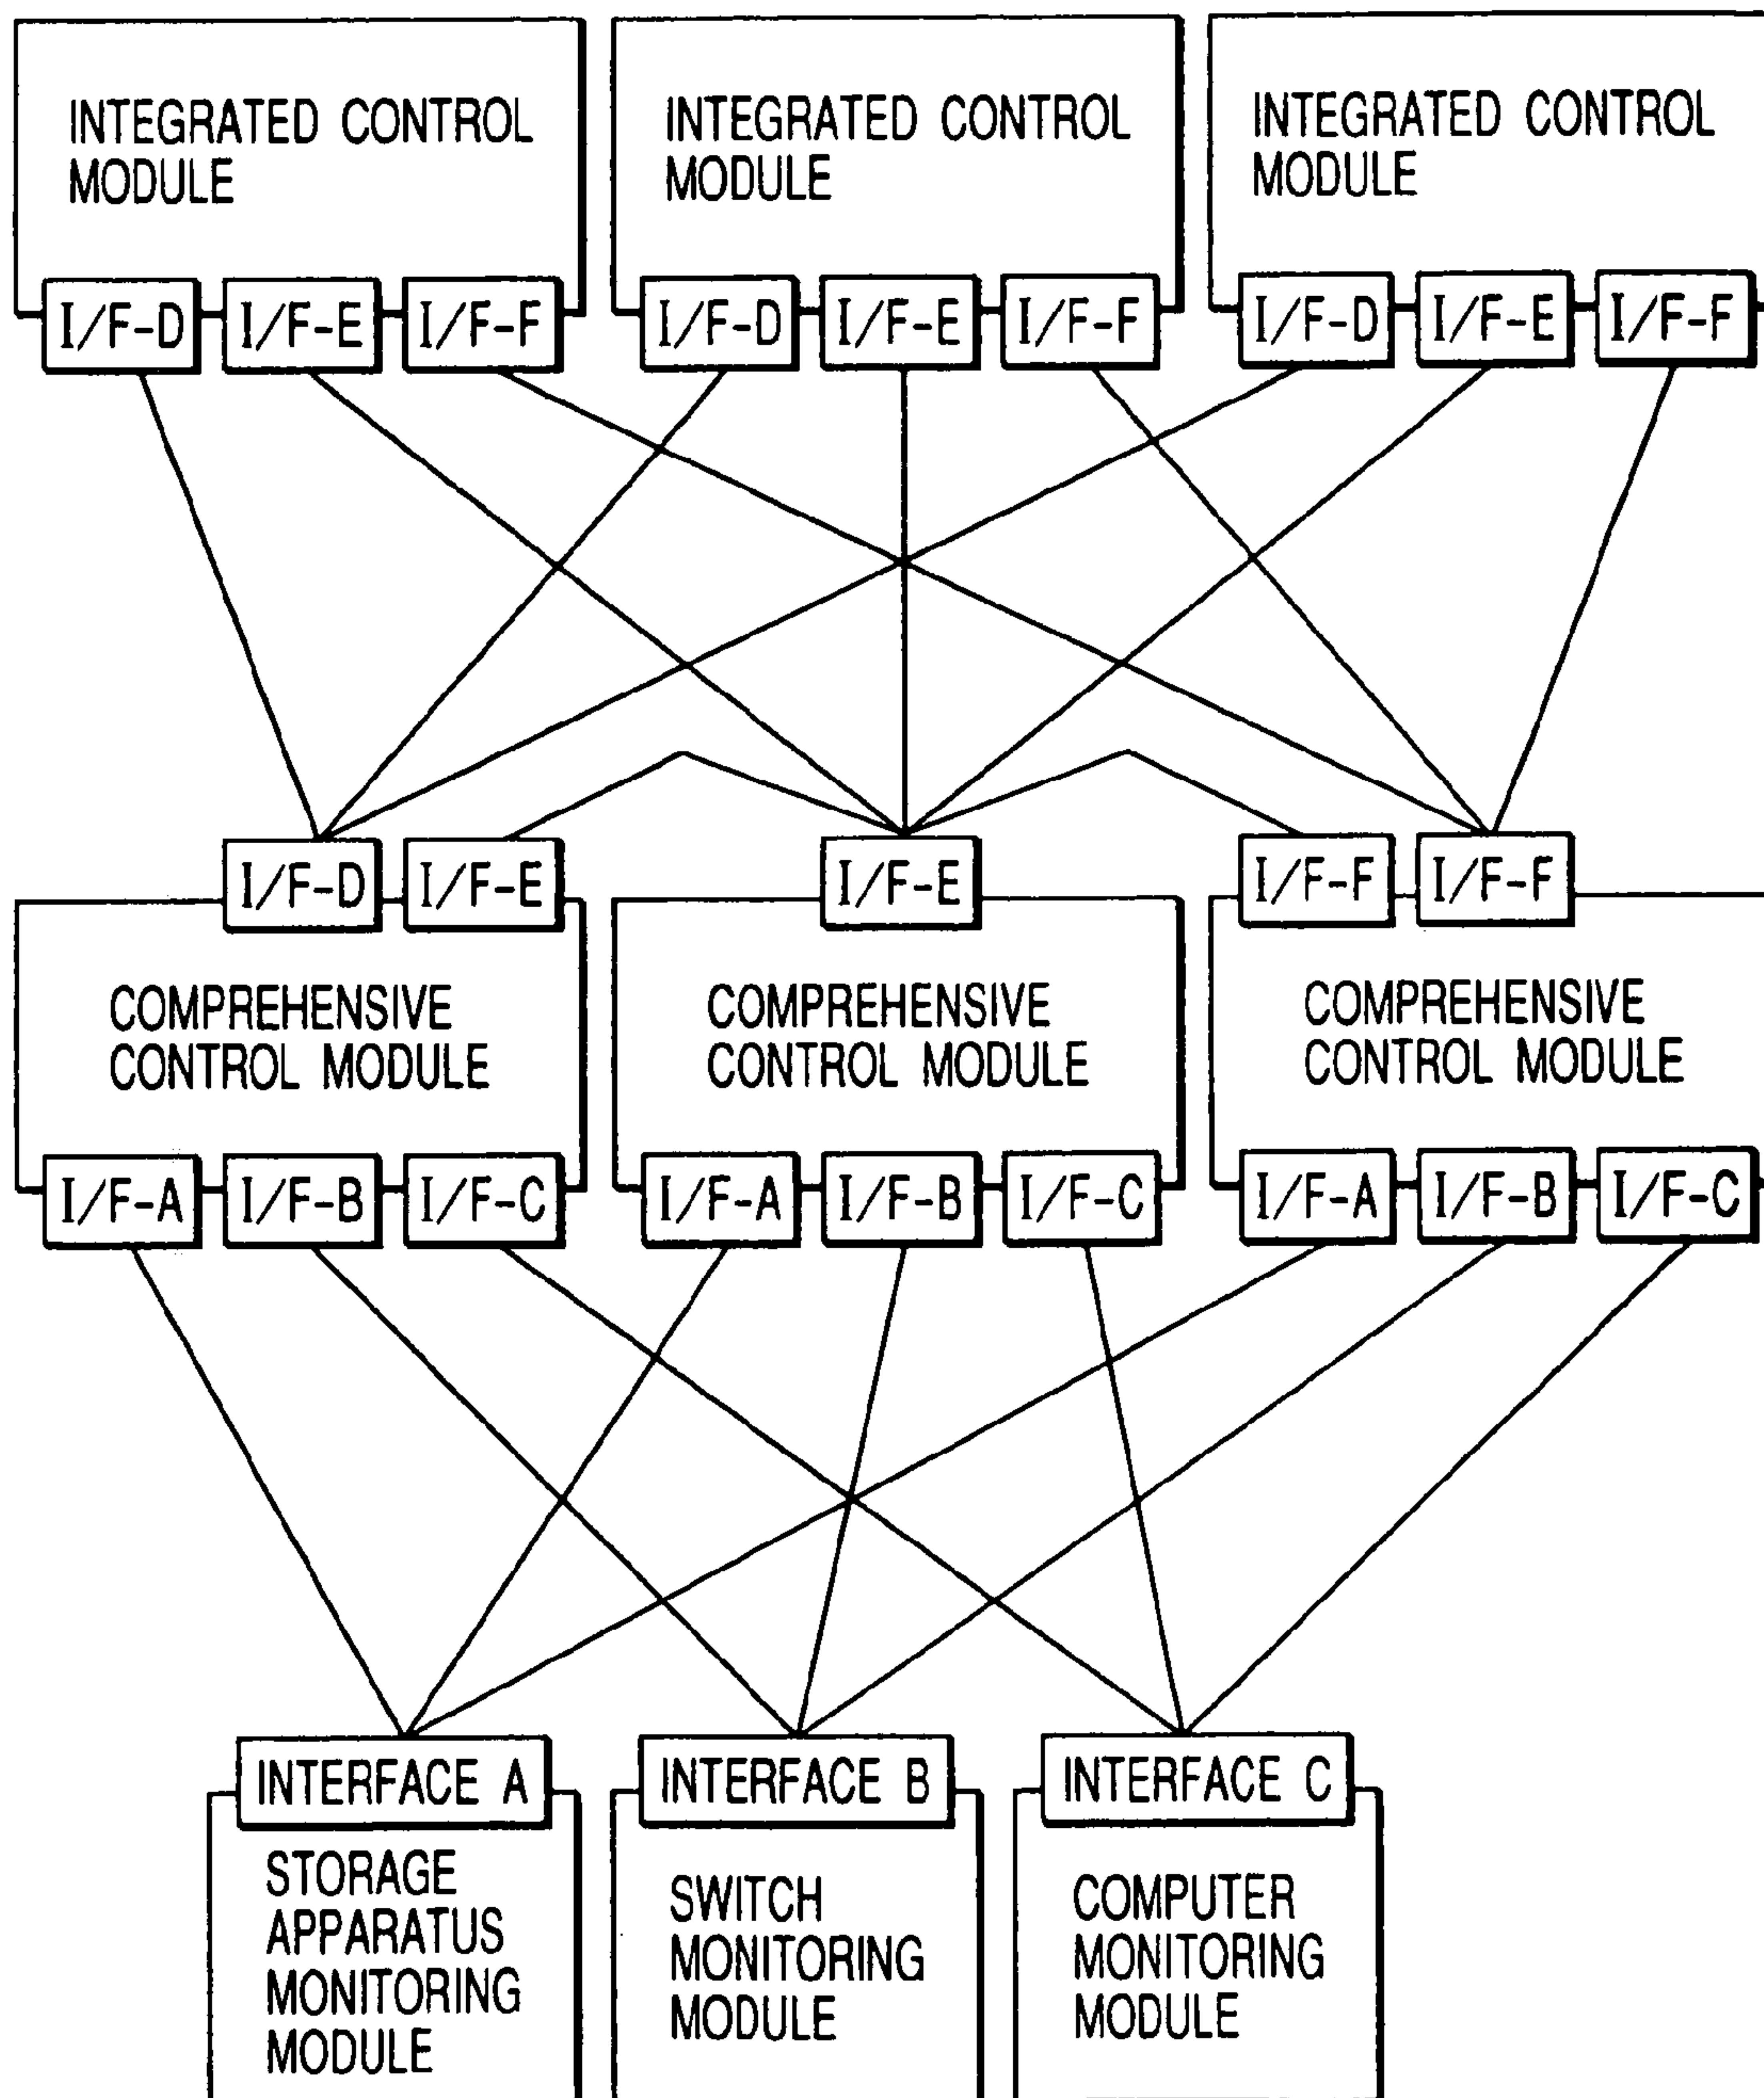 INTEGRATED CONTROL
MODULE
INTEGRATED CONTROL
MODULE
INTEGRATED CONTROL
MODULE
I/F-D
I/F-E
I/F-F
I/F-D
I/F-E
I/F-F
I/F-D
I/F-E
I/F-F
I/F-D
I/F-E
I/F-E
I/F-F
I/F-F
COMPREHENSIVE
CONTROL MODULE
COMPREHENSIVE
CONTROL MODULE
COMPREHENSIVE
CONTROL MODULE
I/F-A
I/F-B
I/F-C
I/F-A
I/F-B
I/F-C
I/F-A
I/F-B
I/F-C
INTERFACE A
STORAGE
APPARATUS
MONITORING
MODULE
INTERFACE B
SWITCH
MONITORING
MODULE
INTERFACE C
COMPUTER
MONITORING
MODULE